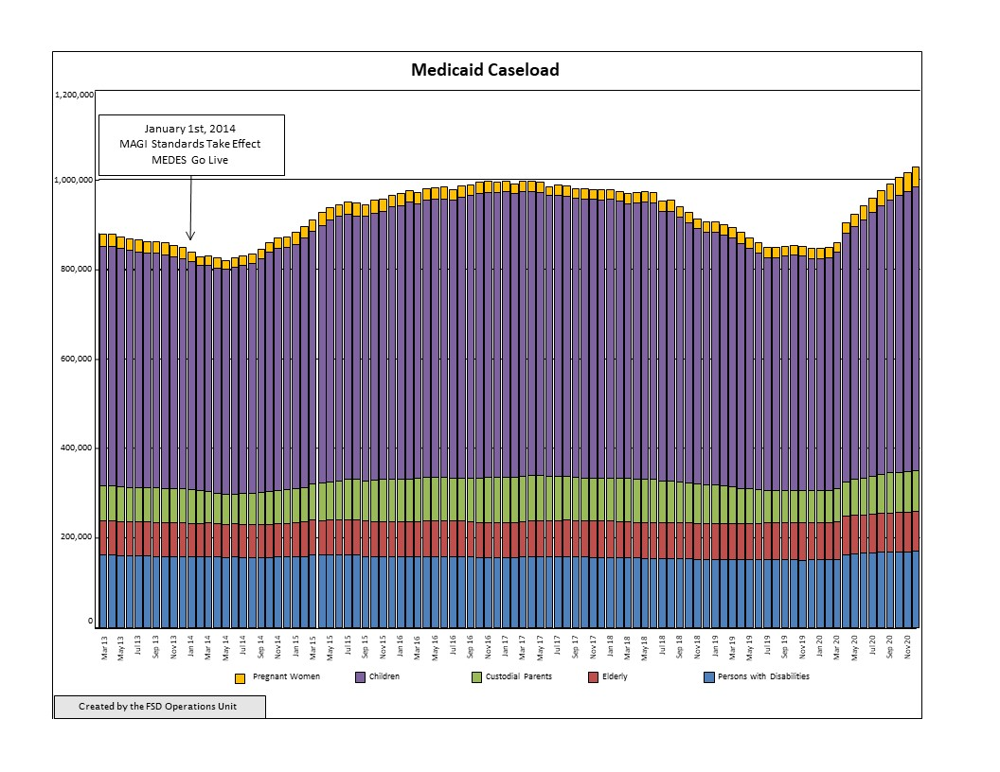 Medicaid Caseload
1,200,000
January 1st, 2014
MAGI Standards Take Effect
MEDES Go Live
1,000,000
800,000
600,000
400,000
200,000
0
Mar 13
May 13
Jul 13
Sep 13
Nov 13
Jan 14
Mar 14
May 14
Jul 14
Sep 14
Nov 14
Jan 15
Mar 15
May 15
Jul 15
Sep 15
Nov 15
Jan 16
Mar 16
May 16
Jul 16
Sep 16
Nov 16
Jan 17
Mar 17
May 17
Jul 17
Sep 17
Nov 17
Jan 18
Mar 18
May 18
Jul 18
Sep 18
Nov 18
Jan 19
Mar 19
May 19
Jul 19
Sep 19
Nov 19
Jan 20
Mar 20
May 20
Jul 20
Sep 20
Nov 20
Pregnant Women Children Custodial Parents Elderly Persons with Disabilities
Created by the FSD Operations Unit